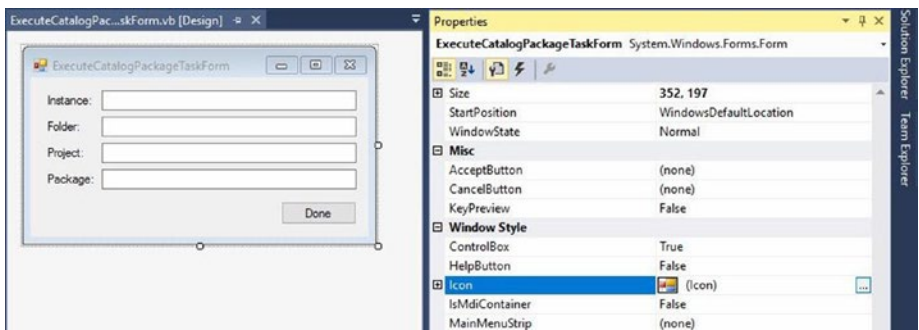 ExecuteCatalogPac...skForm.vb [Design]
ExecuteCatalogPackageTaskForm
Instance:
Folder:
Project:
Package:
Done
Properties
ExecuteCatalogPackageTaskForm System.Windows.Forms.Form
Size 352, 197
StartPosition WindowsDefaultLocation
WindowState Normal
Misc
AcceptButton (none)
CancelButton (none)
KeyPreview False
Window Style
ControlBox True
HelpButton False
Icon (Icon) ...
IsMdiContainer False
MainMenuStrip (none)
Solution Explorer
Team Explorer